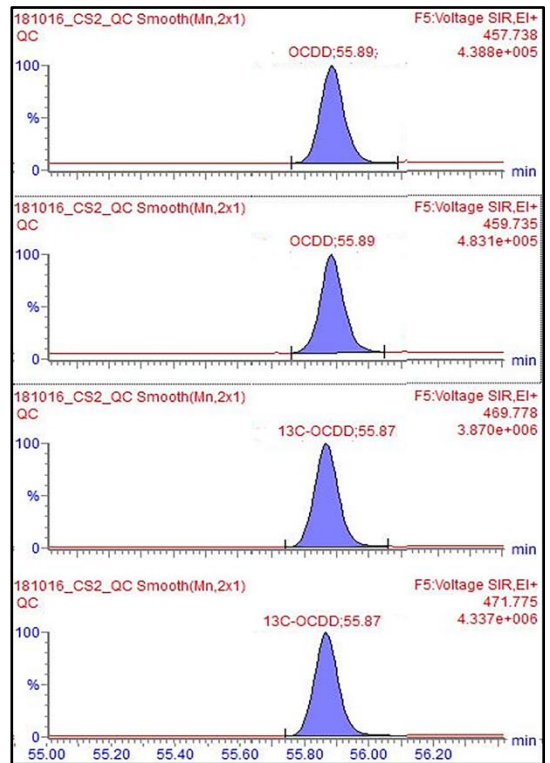 181016_CS2_QC Smooth(Mn,2x1) F5:Voltage SIR,EI+
QC 457.738
OCDD;55.89; 4.388e+005
100
%
0
min
181016_CS2_QC Smooth(Mn,2x1) F5:Voltage SIR,EI+
QC 459.735
OCDD;55.89 4.831e+005
100
%
0
min
181016_CS2_QC Smooth(Mn,2x1) F5:Voltage SIR,EI+
QC 469.778
13C-OCDD;55.87 3.870e+006
100
%
0
min
181016_CS2_QC Smooth(Mn,2x1) F5:Voltage SIR,EI+
QC 471.775
13C-OCDD;55.87 4.337e+006
100
%
0
min
55.00 55.20 55.40 55.60 55.80 56.00 56.20